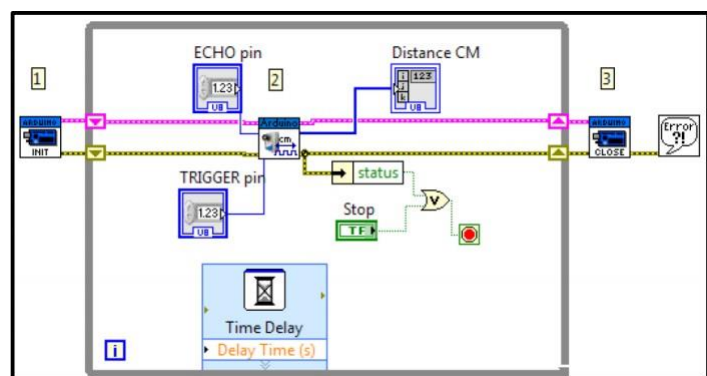 ECHO pin
Distance CM
1
2
3
123
1.23
U8
U8
ARDUINO
INIT
Arduino
cm
ARDUINO
CLOSE
Error
?!
status
TRIGGER pin
1.23
U8
Stop
TF
V
Time Delay
Delay Time (s)
i